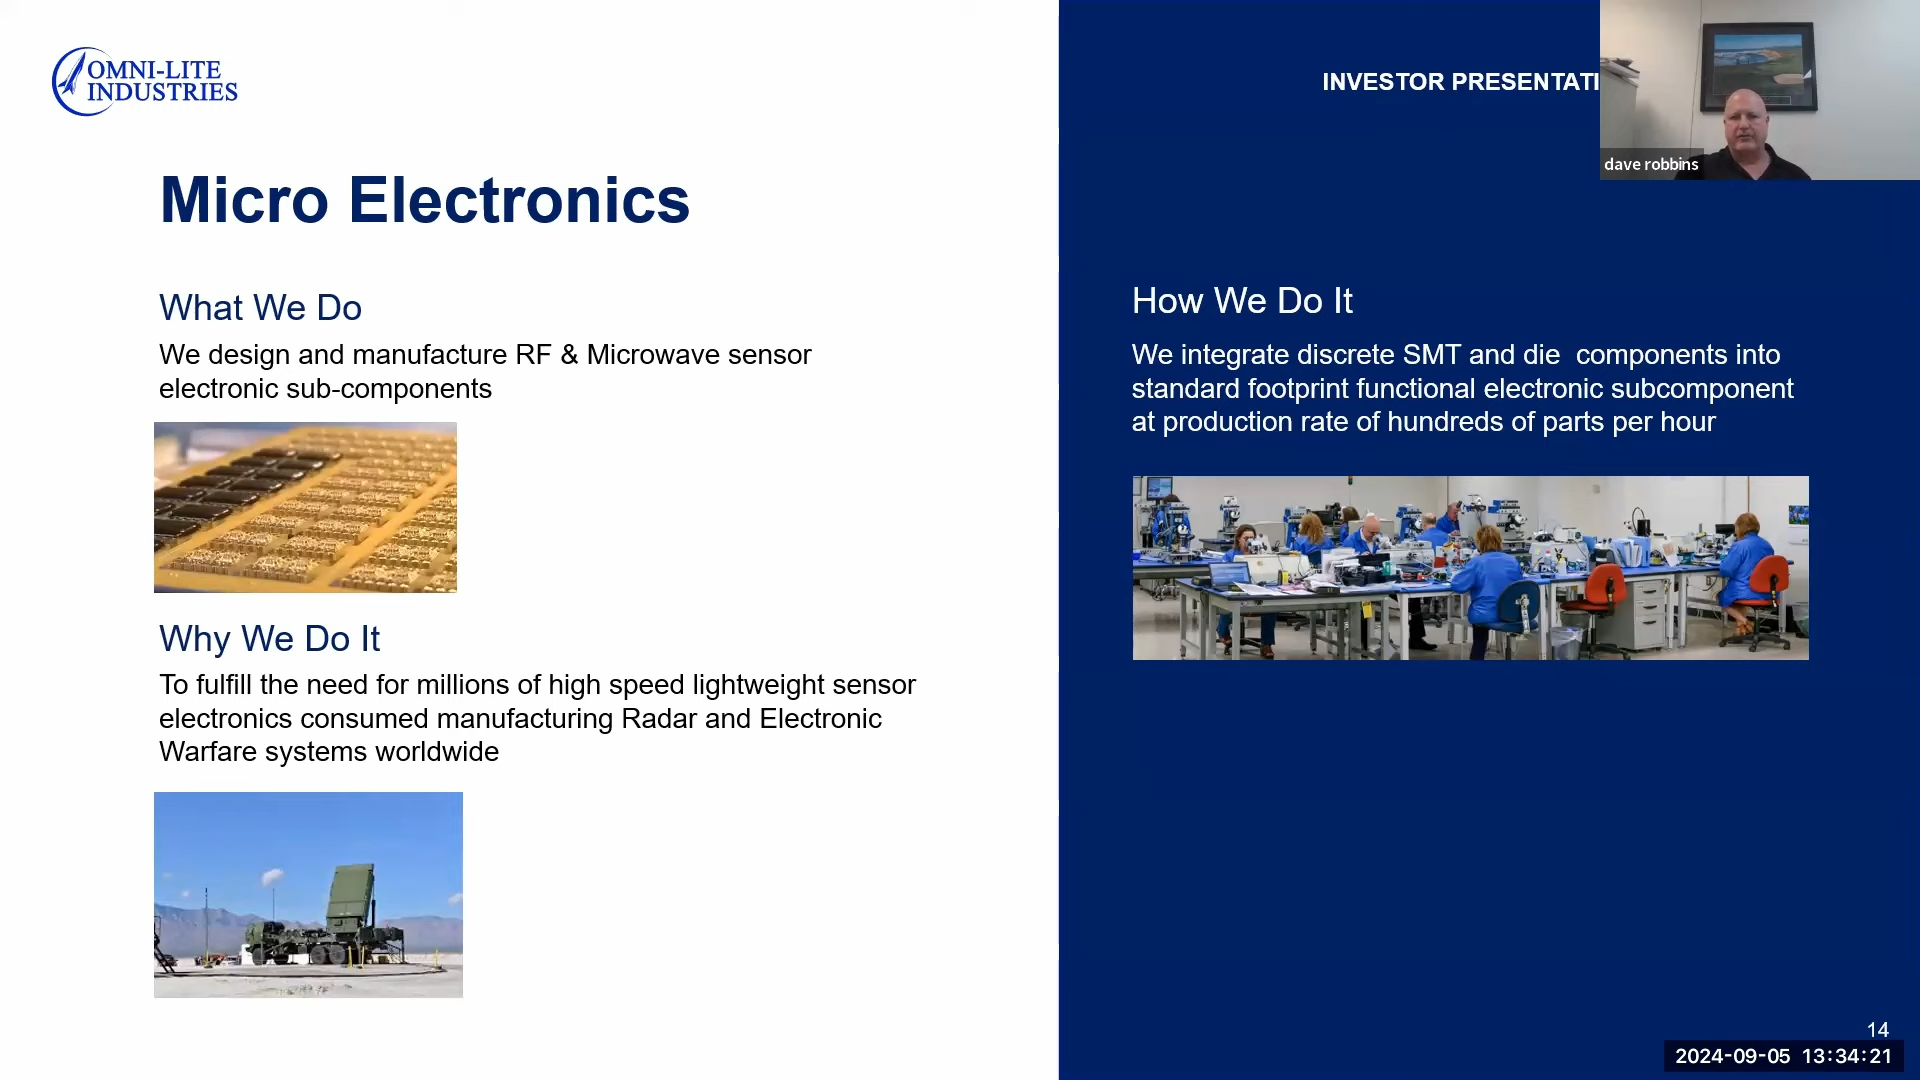 OMNI-LITE
INDUSTRIES
INVESTOR PRESENTATI
dave robbins
Micro Electronics
What We Do
We design and manufacture RF & Microwave sensor
electronic sub-components
Why We Do It
To fulfill the need for millions of high speed lightweight sensor
electronics consumed manufacturing Radar and Electronic
Warfare systems worldwide
How We Do It
We integrate discrete SMT and die  components into
standard footprint functional electronic subcomponent
at production rate of hundreds of parts per hour
14
2024-09-05 13:34:21